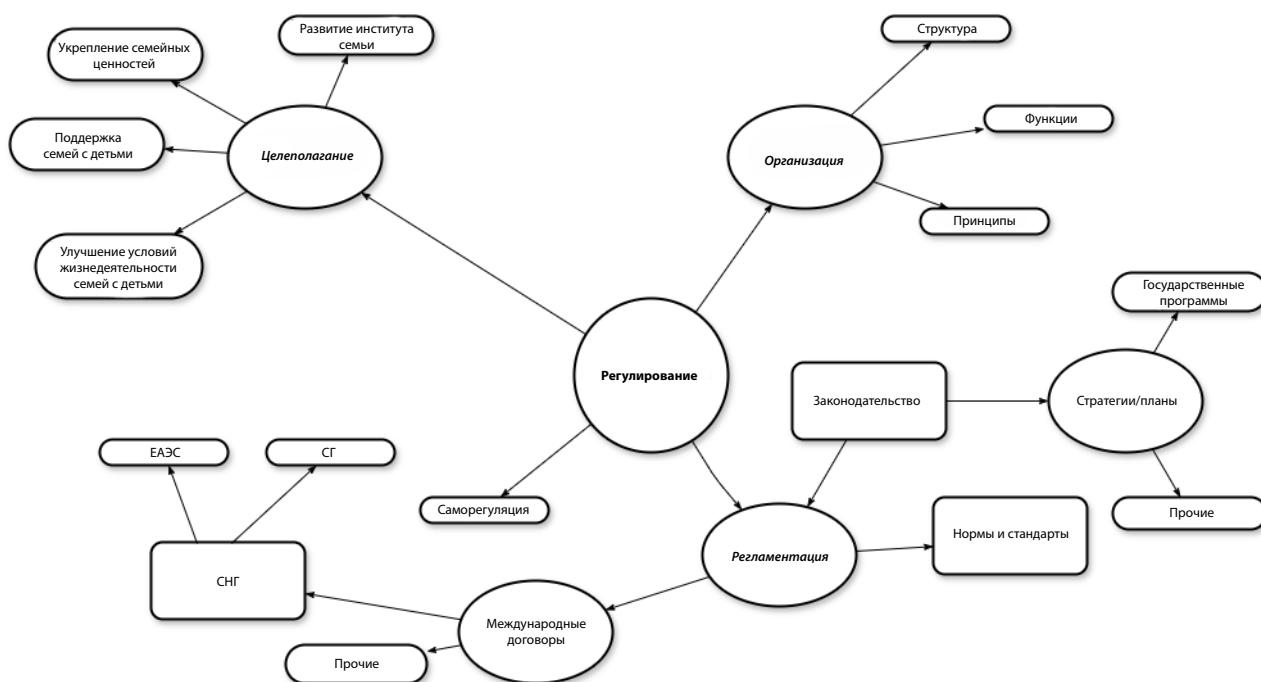 Развитие института
семьи
Укрепление семейных
ценностей
Поддержка
семей с детьми
Целеполагание
Улучшение условий
жизнедеятельности
семей с детьми
Структура
Функции
Организация
Принципы
Государственные
программы
Регулирование
Законодательство
Стратегии/планы
Прочие
ЕАЭС
СГ
Саморегуляция
Нормы и стандарты
Регламентация
СНГ
Международные
договоры
Прочие